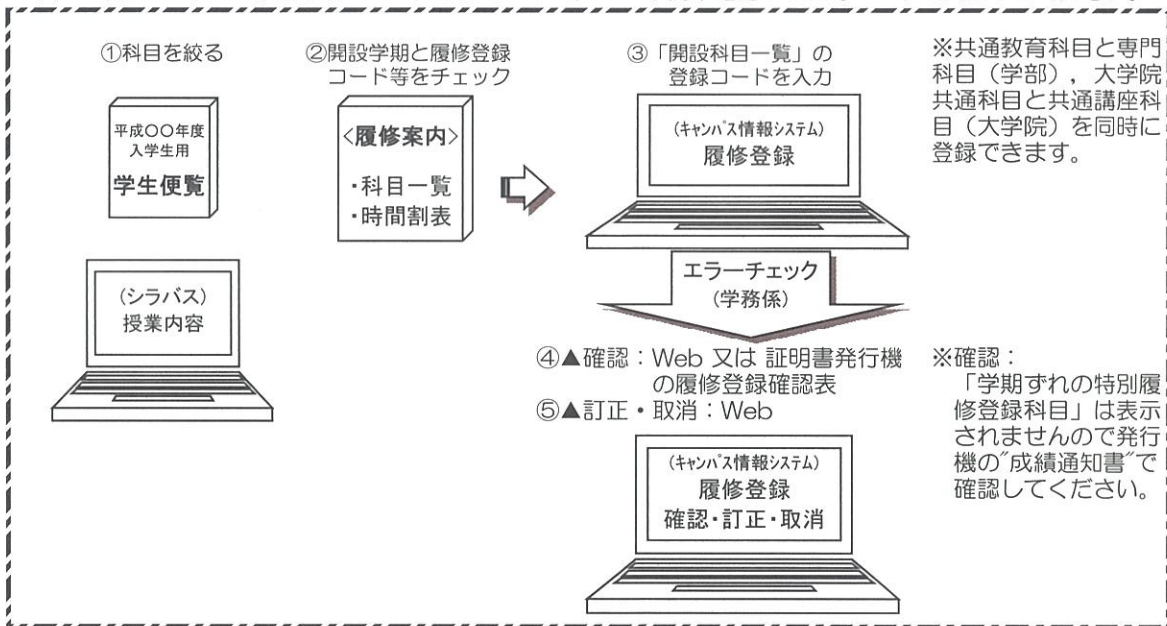 ①科目を絞る
平成〇〇年度
入学生用
学生便覧
(シラバス)
授業内容
②開設学期と履修登録
コード等をチェック
<履修案内>
・科目一覧
・時間割表
③「開設科目一覧」の
登録コードを入力
(キャンパス情報システム)
履修登録
エラーチェック
(学務係)
※共通教育科目と専門
科目(学部),大学院
共通科目と共通講座科
目(大学院)を同時に
登録できます。
④▲確認:Web 又は 証明書発行機
の履修登録確認表
⑤▲訂正・取消:Web
(キャンパス情報システム)
履修登録
確認・訂正・取消
※確認:
「学期ずれの特別履
修登録科目」は表示
されませんので発行
機の″成績通知書″で
確認してください。